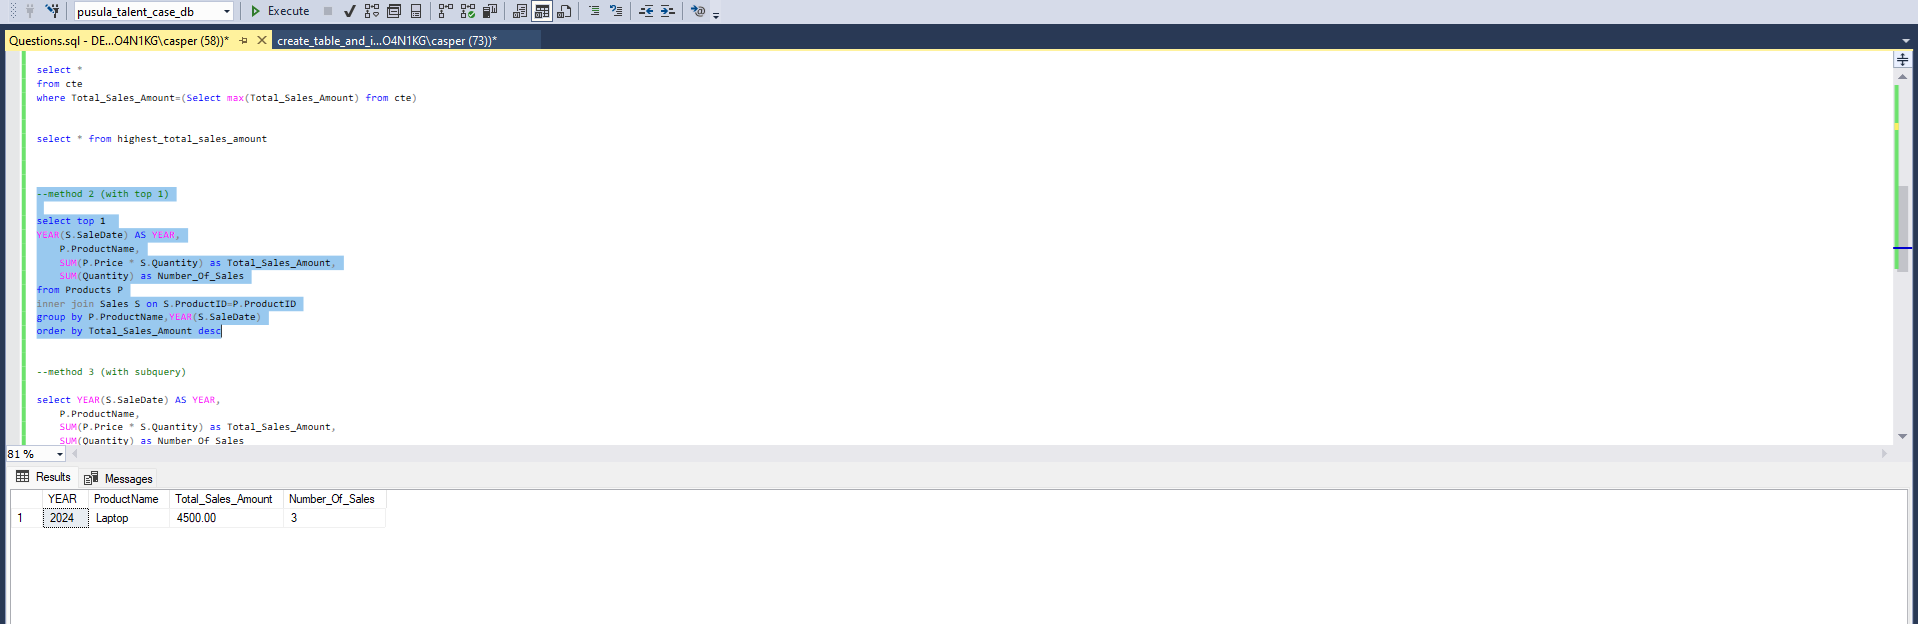 pusula_talent_case_db
Execute
Questions.sql - DE...O4N1KG\casper (58))*
create_table_and_i...O4N1KG\casper (73))*
select *
from cte
where Total_Sales_Amount=(Select max(Total_Sales_Amount) from cte)
select * from highest_total_sales_amount
--method 2 (with top 1)
select top 1
YEAR(S.SaleDate) AS YEAR,
P.ProductName,
SUM(P.Price * S.Quantity) as Total_Sales_Amount,
SUM(Quantity) as Number_Of_Sales
from Products P
inner join Sales S on S.ProductID=P.ProductID
group by P.ProductName,YEAR(S.SaleDate)
order by Total_Sales_Amount desc
--method 3 (with subquery)
select YEAR(S.SaleDate) AS YEAR,
P.ProductName,
SUM(P.Price * S.Quantity) as Total_Sales_Amount,
SUM(Quantity) as Number_Of_Sales
81 %
Results Messages
YEAR ProductName Total_Sales_Amount Number_Of_Sales
1 2024 Laptop 4500.00 3